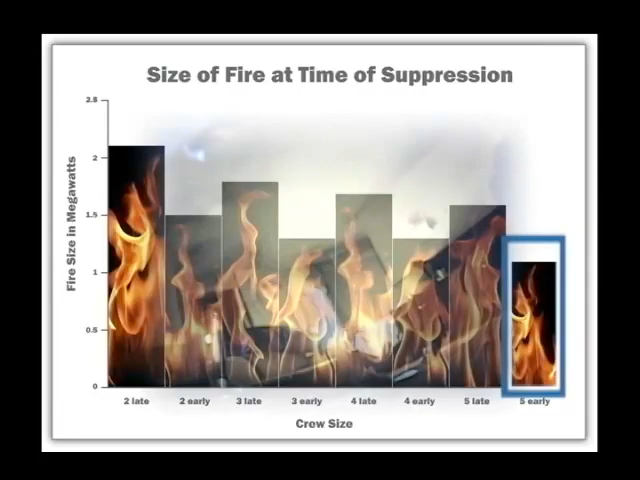 Size of Fire at Time of Suppression
Fire Size in Megawatts
2.5
2
1.5
1
0.5
0
2 late
2 early
3 late
3 early
4 late
4 early
5 late
5 early
Crew Size